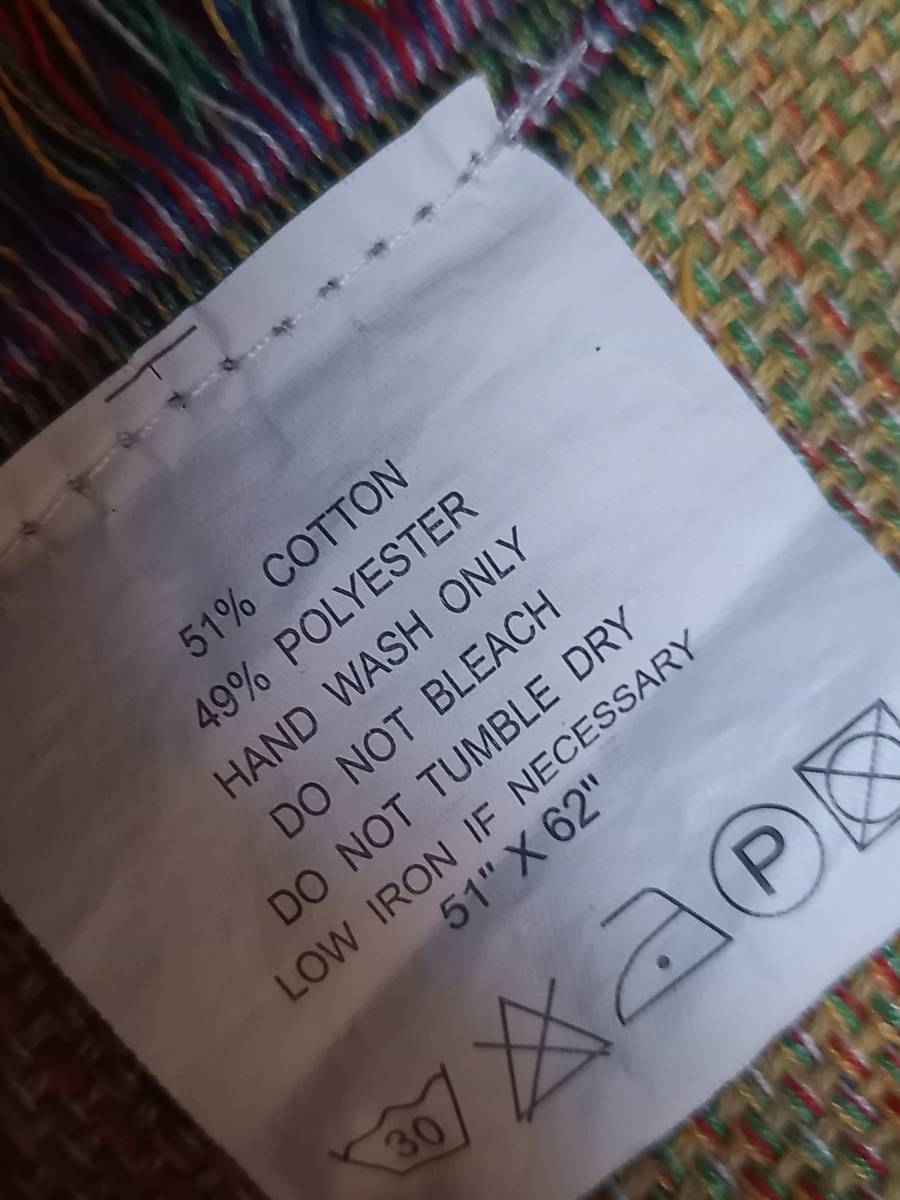 51% COTTON
49% POLYESTER
HAND WASH ONLY
DO NOT BLEACH
DO NOT TUMBLE DRY
LOW IRON IF NECESSARY
51" X 62"
30
P